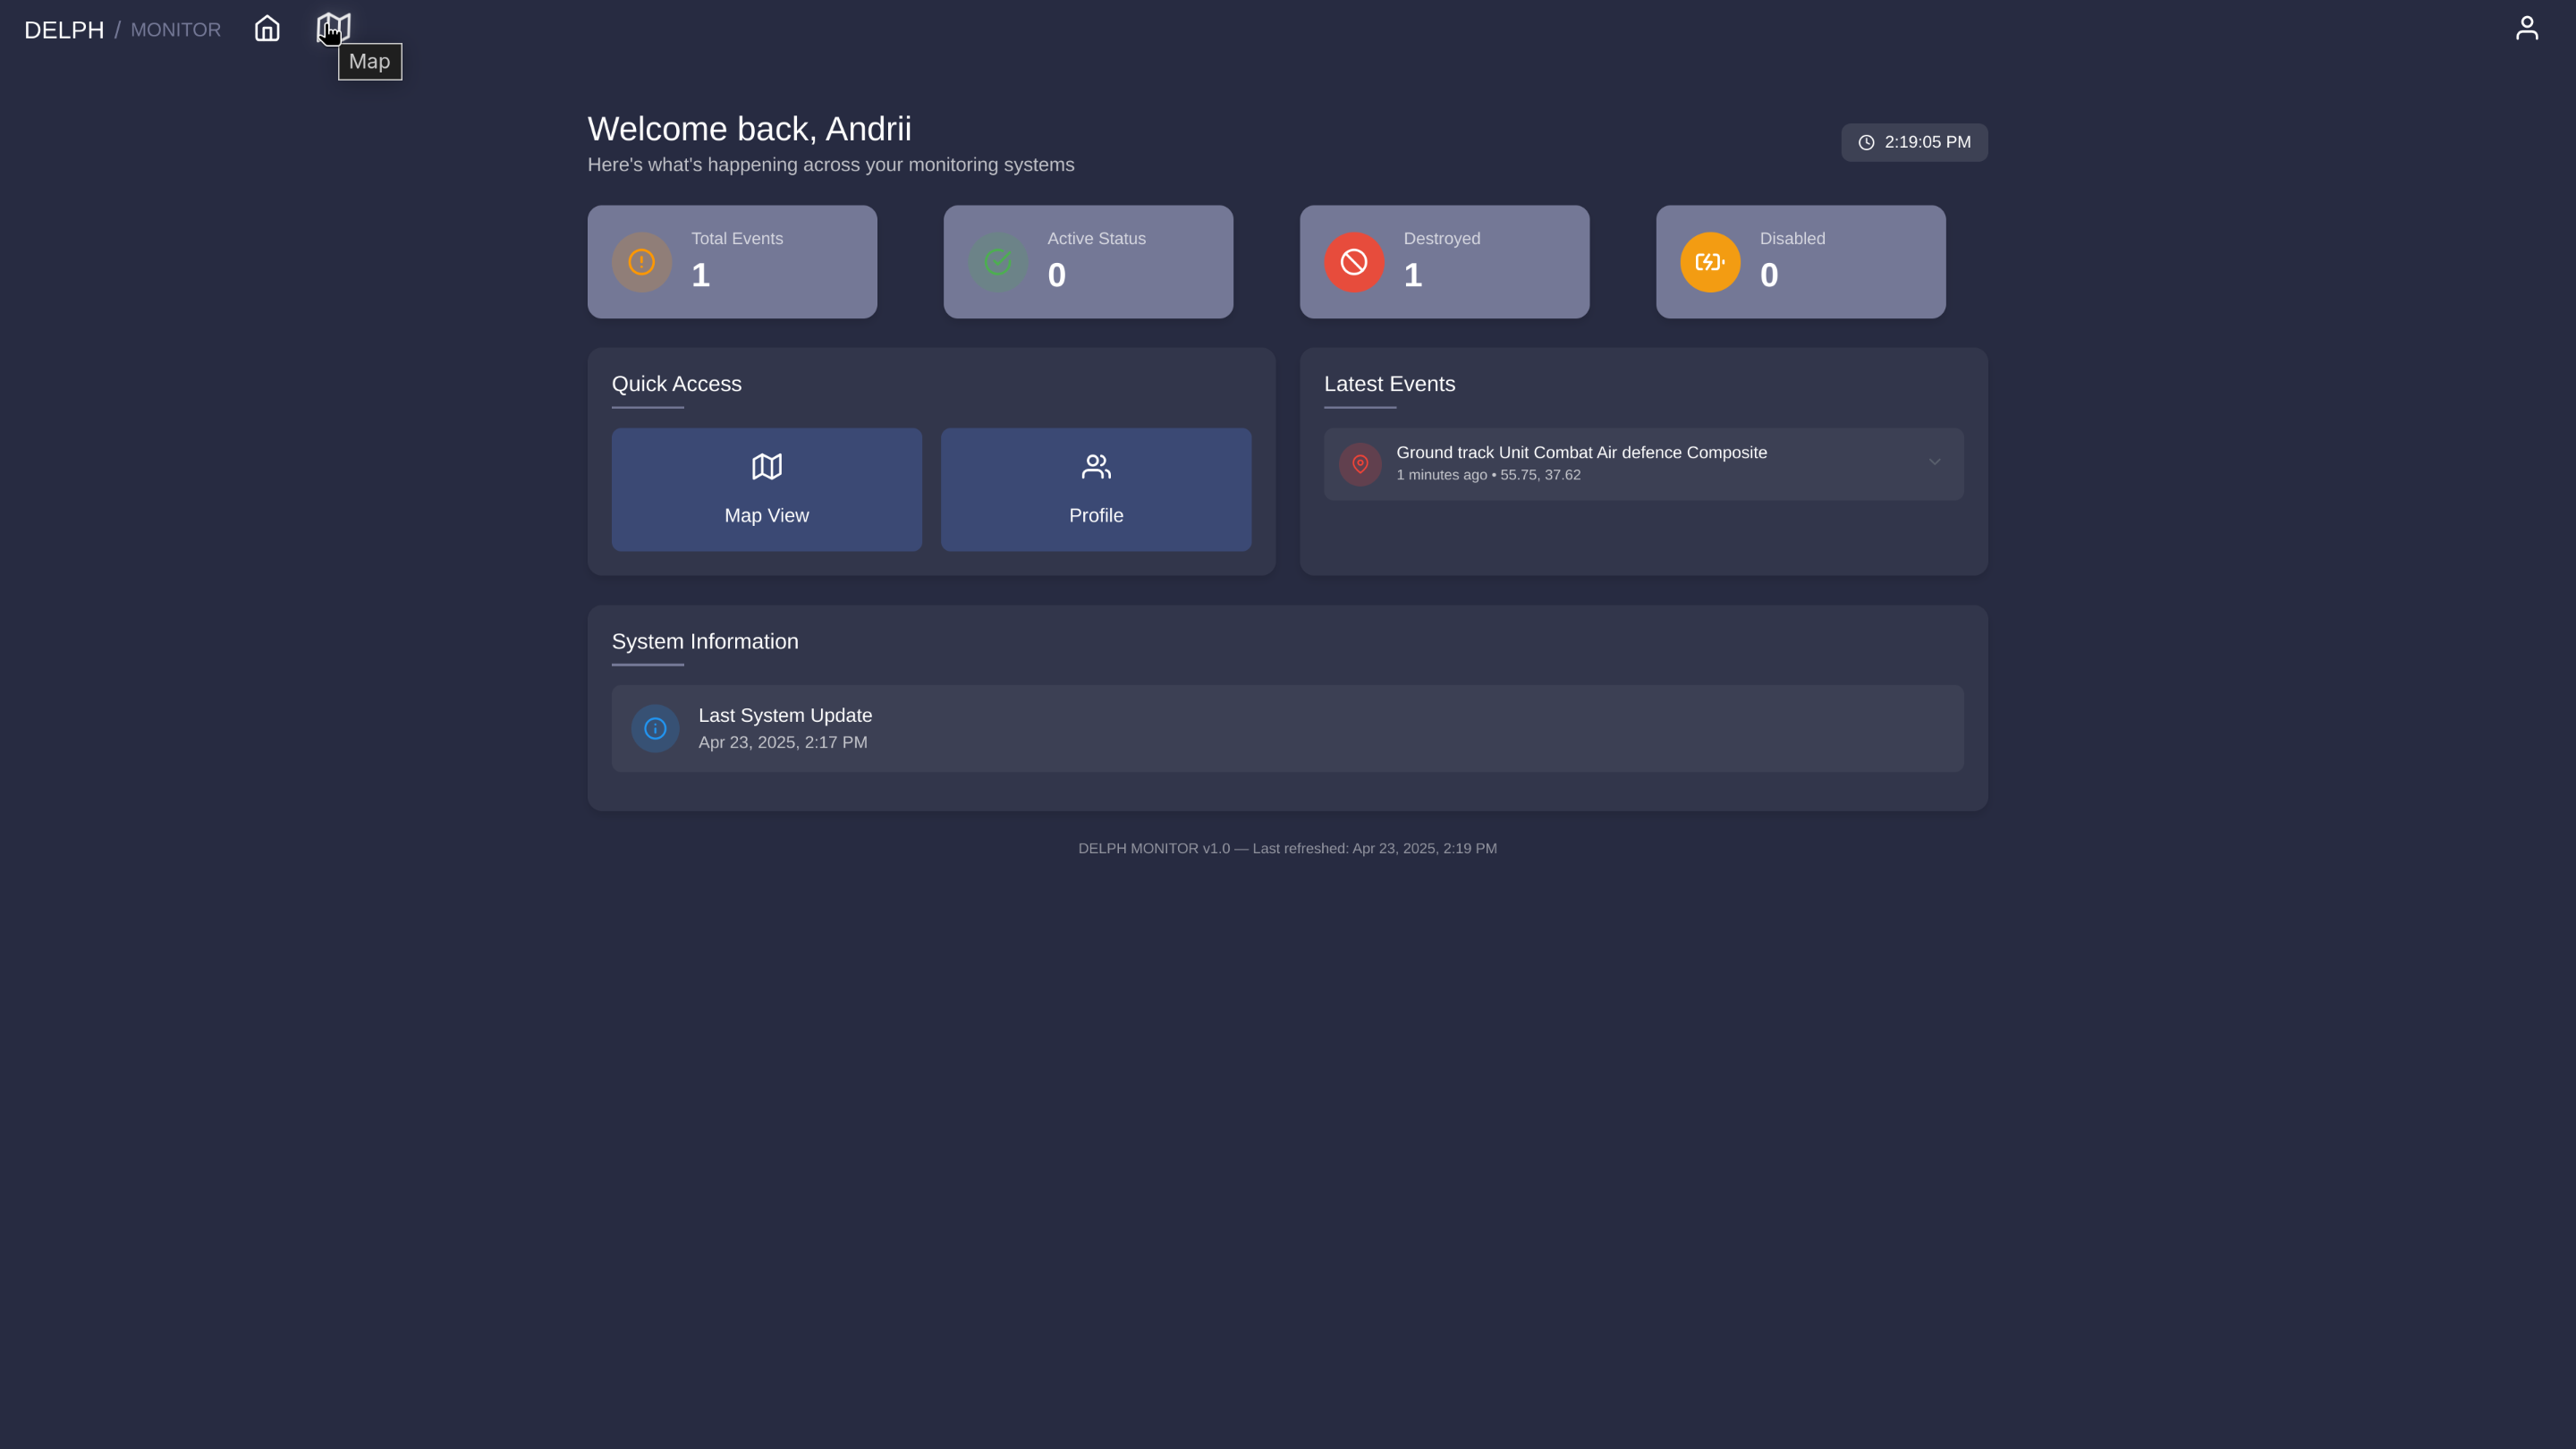 DELPH / MONITOR
Map
Welcome back, Andrii
Here's what's happening across your monitoring systems
2:19:05 PM
Total Events
1
Active Status
0
Destroyed
1
Disabled
0
Quick Access
Map View
Profile
Latest Events
Ground track Unit Combat Air defence Composite
1 minutes ago • 55.75, 37.62
System Information
Last System Update
Apr 23, 2025, 2:17 PM
DELPH MONITOR v1.0 — Last refreshed: Apr 23, 2025, 2:19 PM